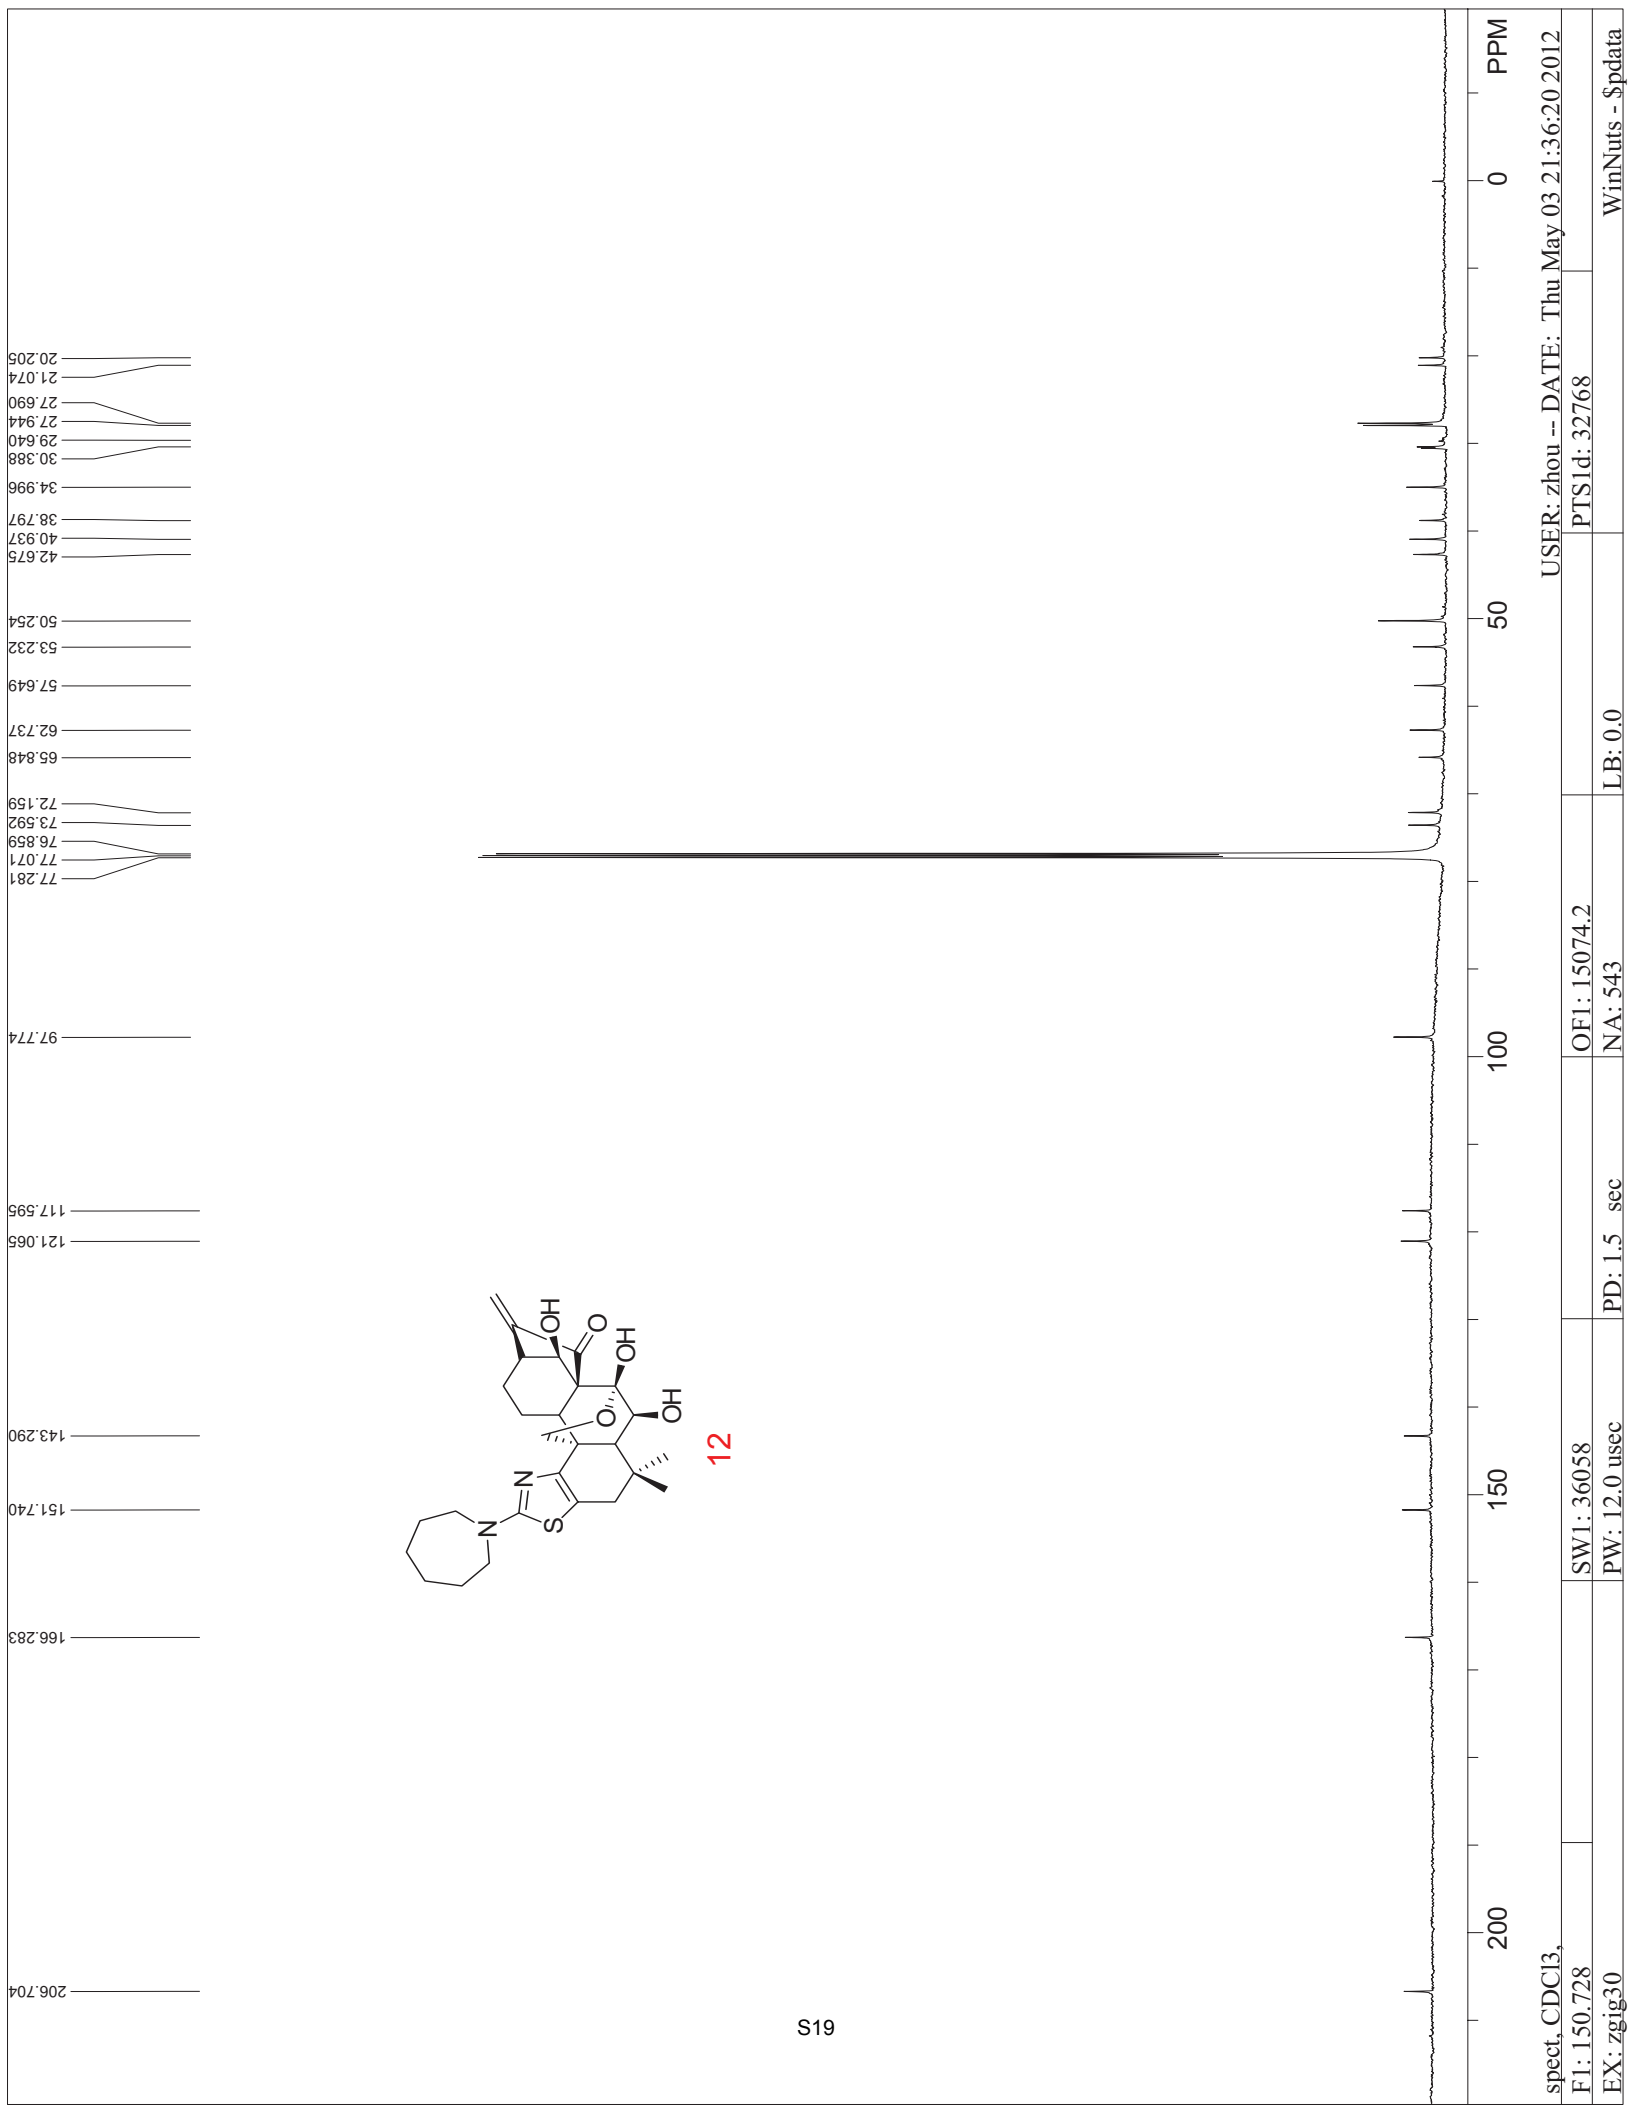 206.704
166.283
151.740
143.290
121.065
117.595
97.774
77.281
77.071
76.859
73.592
72.159
65.848
62.737
57.649
53.232
50.254
42.675
40.937
38.797
34.996
30.388
29.640
27.944
27.690
21.074
20.205
N
N
S
OH
O
OH
O
OH
12
200
150
100
50
0
PPM
spect, CDCl3,
USER: zhou -- DATE: Thu May 03 21:36:20 2012
F1: 150.728
SW1: 36058
OF1: 15074.2
PTS1d: 32768
EX: zgig30
PW: 12.0 usec
PD: 1.5 sec
NA: 543
LB: 0.0
WinNuts - $pdata
S19